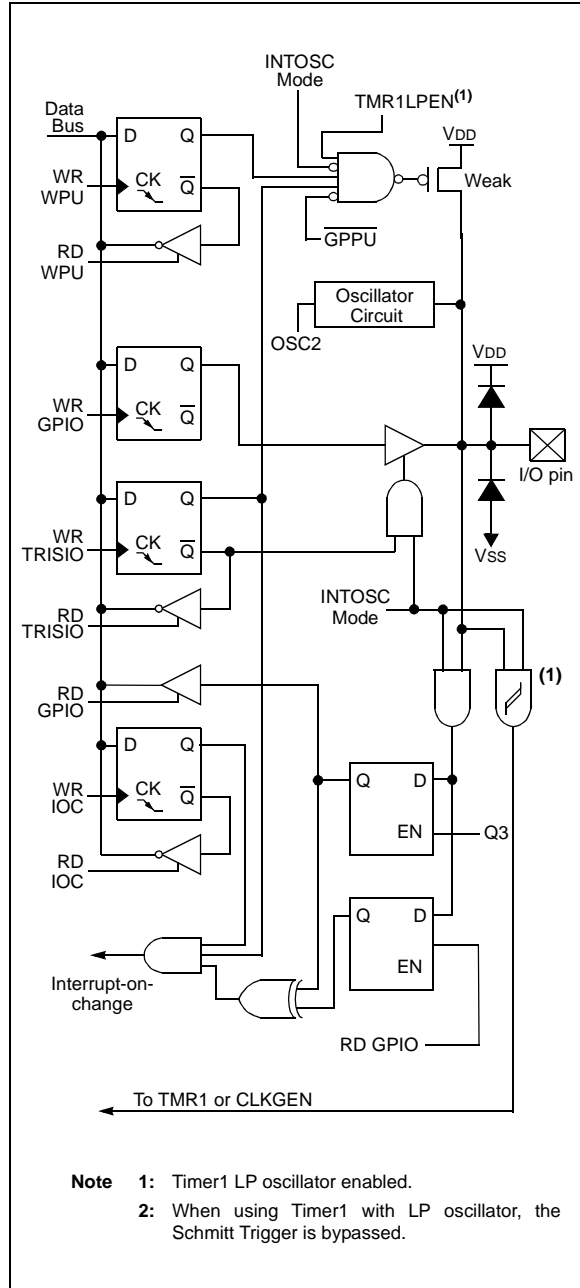 INTOSC
Mode
TMR1LPEN(1)
Data
Bus
VDD
D Q
WR
WPU
CK Q
Weak
RD
WPU
GPPU
Oscillator
Circuit
OSC2
VDD
D Q
WR
GPIO
CK Q
I/O pin
D Q
WR
TRISIO
CK Q
VSS
INTOSC
Mode
RD
TRISIO
(1)
RD
GPIO
D Q
WR
IOC
CK Q
Q D
EN
Q3
RD
IOC
Q D
EN
Interrupt-on-
change
RD GPIO
To TMR1 or CLKGEN
Note 1: Timer1 LP oscillator enabled.
2: When using Timer1 with LP oscillator, the
Schmitt Trigger is bypassed.